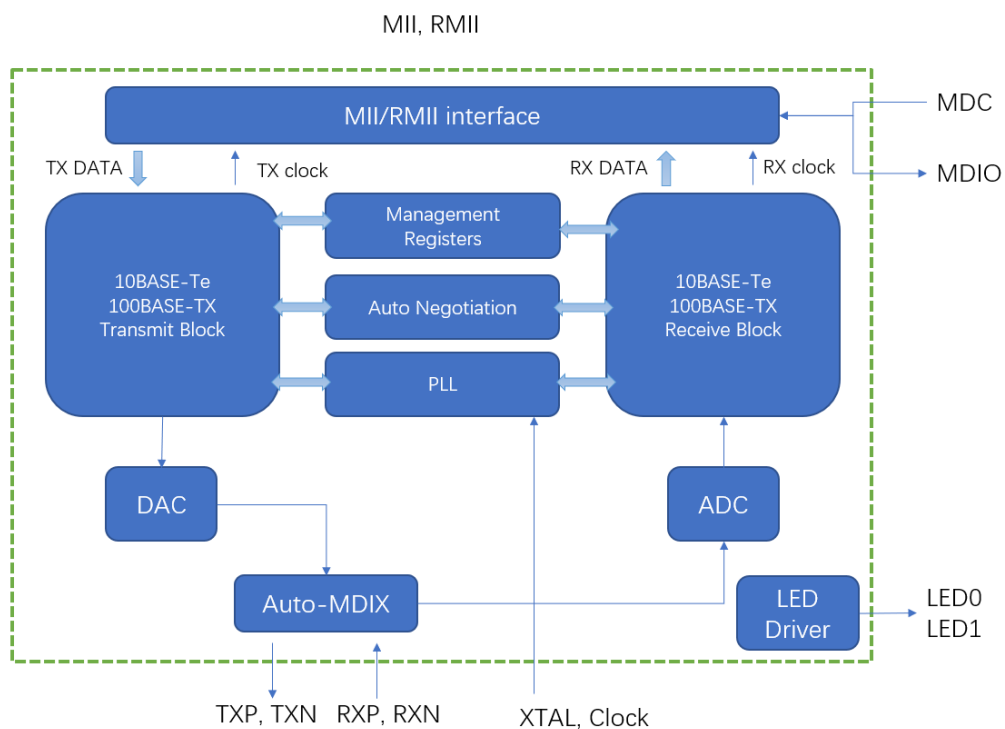 MII, RMII
MII/RMII interface
MDC
MDIO
TX DATA
TX clock
RX DATA
RX clock
Management
Registers
10BASE-Te
100BASE-TX
Transmit Block
Auto Negotiation
10BASE-Te
100BASE-TX
Receive Block
PLL
DAC
ADC
Auto-MDIX
LED
Driver
LED0
LED1
TXP, TXN
RXP, RXN
XTAL, Clock